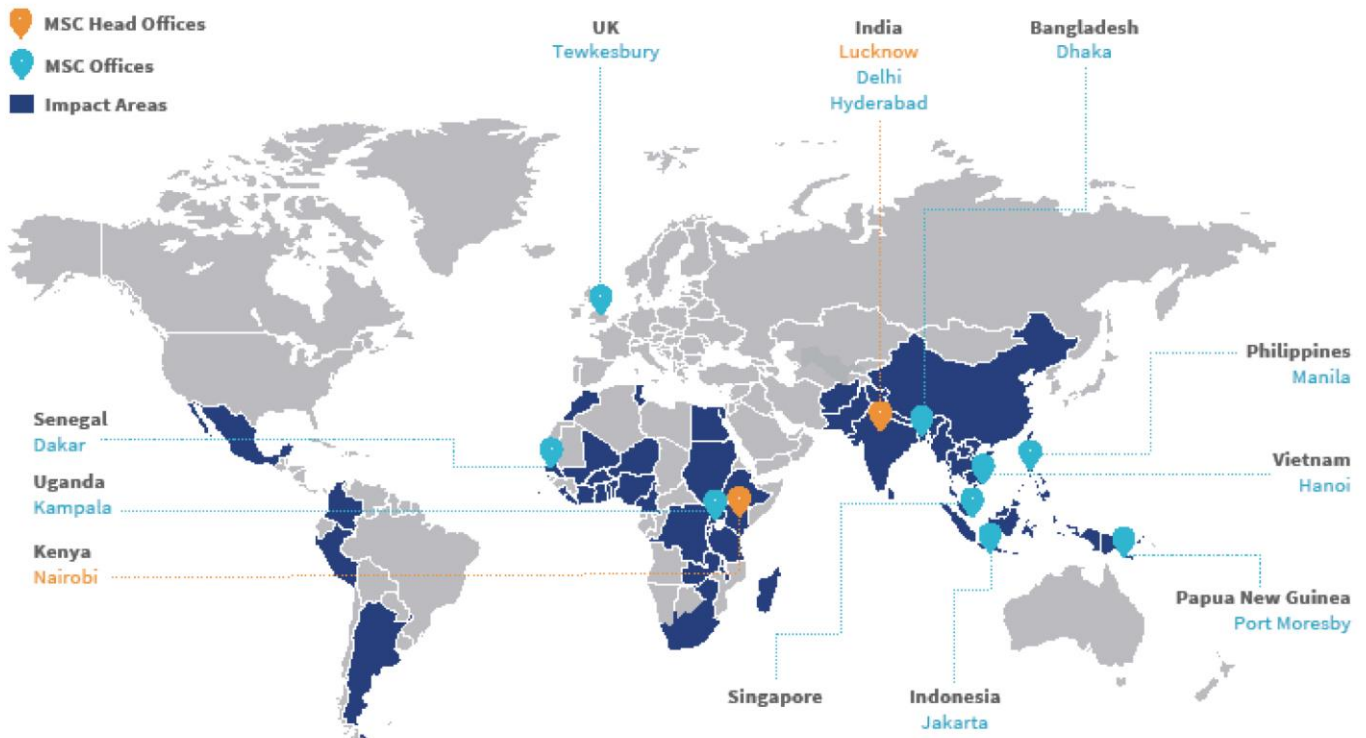 MSC Head Offices
MSC Offices
Impact Areas
UK
Tewkesbury
India
Lucknow
Delhi
Hyderabad
Bangladesh
Dhaka
Philippines
Manila
Vietnam
Hanoi
Papua New Guinea
Port Moresby
Senegal
Dakar
Uganda
Kampala
Kenya
Nairobi
Singapore
Indonesia
Jakarta